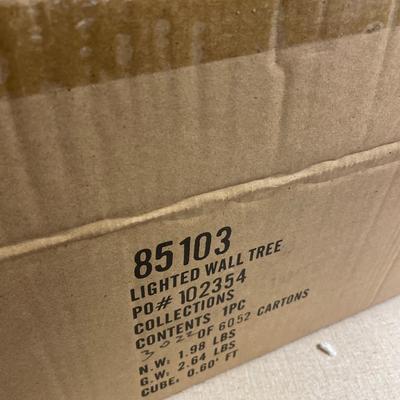 85103
LIGHTED WALL TREE
PO# 102354
COLLECTIONS
CONTENTS 1PC
3022 OF 6052 CARTONS
N.W: 1.98 LBS
G.W: 2.64 LBS
CUBE, 0.60' FT